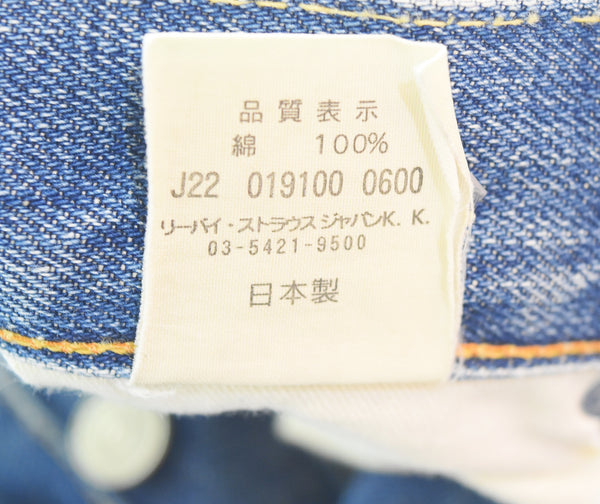 品質表示
綿 100%
J22 019100 0600
リーバイ・ストラウス ジャパンK. K.
03-5421-9500
日本製